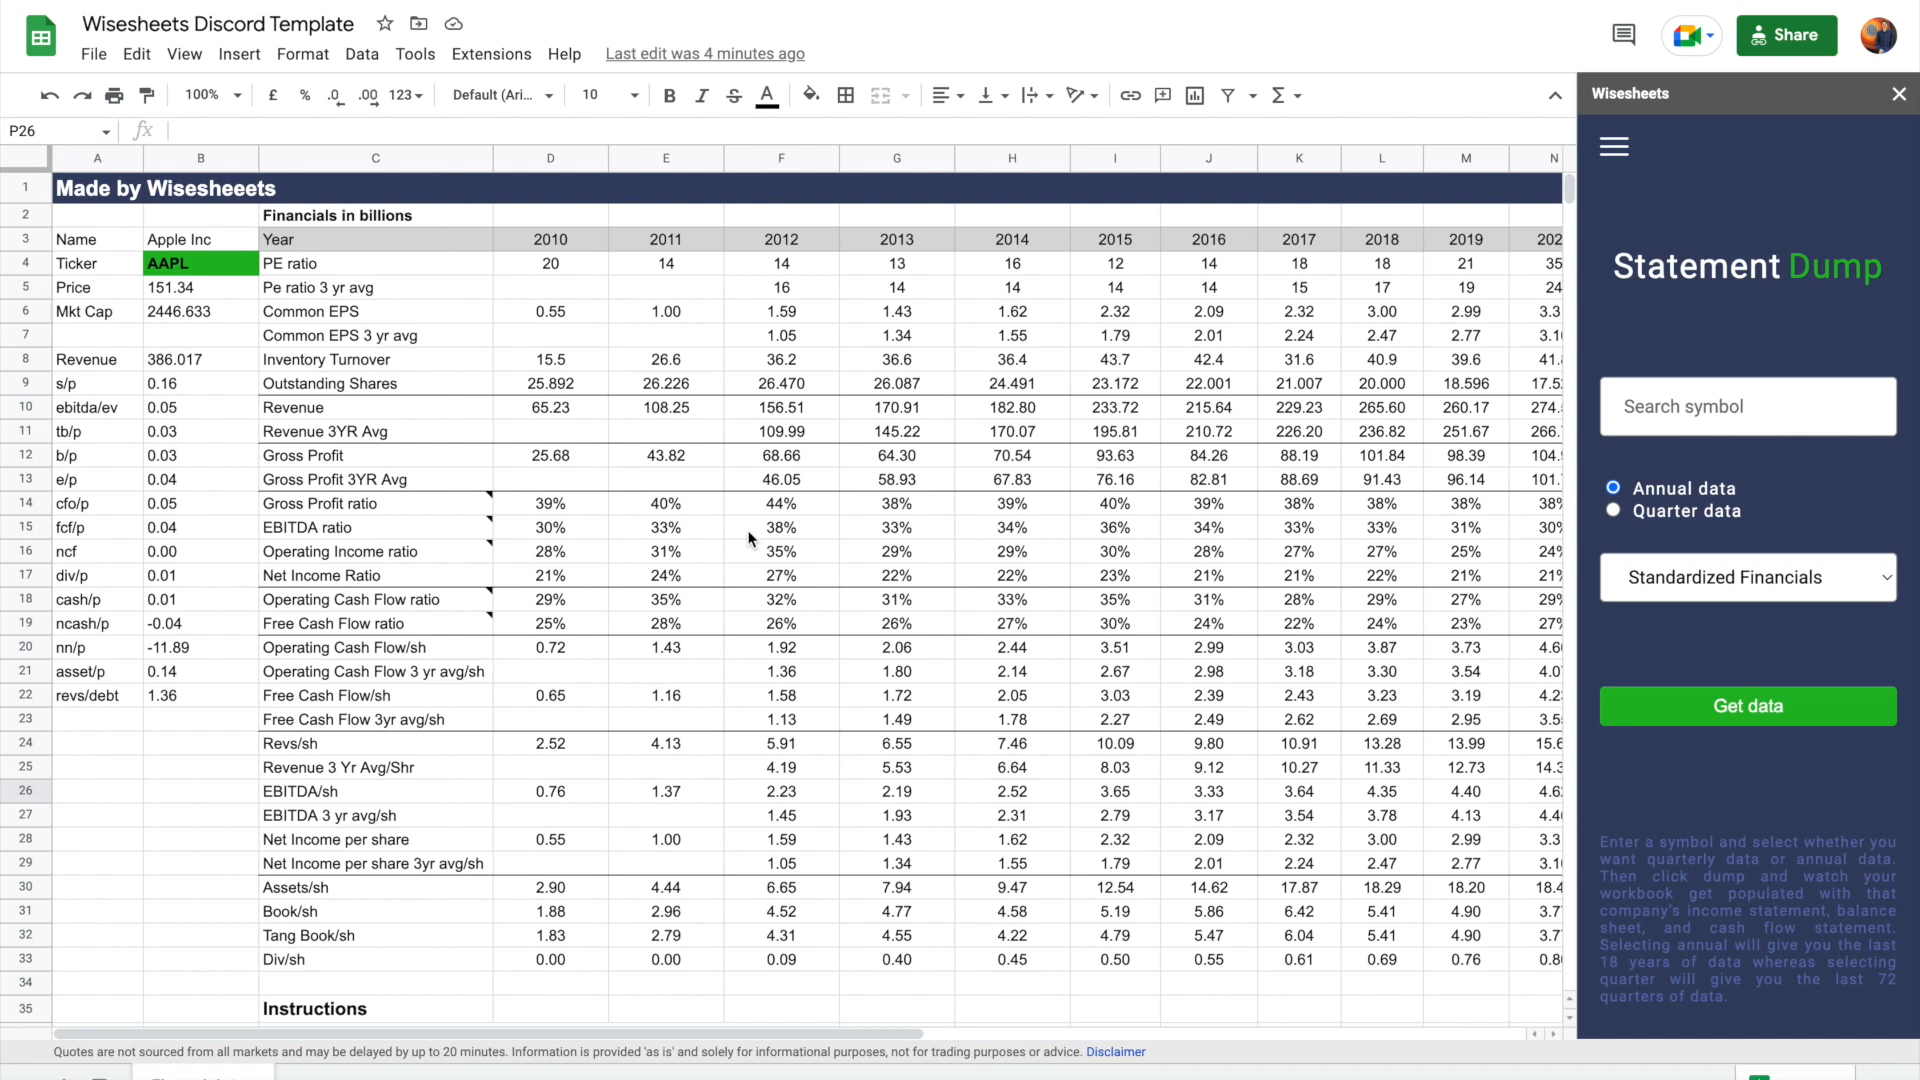 Wisesheets Discord Template
File Edit View Insert Format Data Tools Extensions Help Last edit was 4 minutes ago
Share
100% £ % .0 .00 123 Default (Ari... 10 B I S A Σ
P26 fx
A B C D E F G H I J K L M N
1 Made by Wisesheeets
2 Financials in billions
3 Name Apple Inc Year 2010 2011 2012 2013 2014 2015 2016 2017 2018 2019 202
4 Ticker AAPL PE ratio 20 14 14 13 16 12 14 18 18 21 35
5 Price 151.34 Pe ratio 3 yr avg 16 14 14 14 14 15 17 19 24
6 Mkt Cap 2446.633 Common EPS 0.55 1.00 1.59 1.43 1.62 2.32 2.09 2.32 3.00 2.99 3.3
7 Common EPS 3 yr avg 1.05 1.34 1.55 1.79 2.01 2.24 2.47 2.77
8 Revenue 386.017 Inventory Turnover 15.5 26.6 36.2 36.6 36.4 43.7 42.4 31.6 40.9 39.6 41.
9 s/p 0.16 Outstanding Shares 25.892 26.226 26.470 26.087 24.491 23.172 22.001 21.007 20.000 18.596 17.5
10 ebitda/ev 0.05 Revenue 65.23 108.25 156.51 170.91 182.80 233.72 215.64 229.23 265.60 260.17 274.
11 tb/p 0.03 Revenue 3YR Avg 109.99 145.22 170.07 195.81 210.72 226.20 236.82 251.67 266.
12 b/p 0.03 Gross Profit 25.68 43.82 68.66 64.30 70.54 93.63 84.26 88.19 101.84 98.39 104.
13 e/p 0.04 Gross Profit 3YR Avg 46.05 58.93 67.83 76.16 82.81 88.69 91.43 96.14 101.
14 cfo/p 0.05 Gross Profit ratio 39% 40% 44% 38% 39% 40% 39% 38% 38% 38% 38%
15 fcf/p 0.04 EBITDA ratio 30% 33% 38% 33% 34% 36% 34% 33% 33% 31% 30%
16 ncf 0.00 Operating Income ratio 28% 31% 35% 29% 29% 30% 28% 27% 27% 25% 24%
17 div/p 0.01 Net Income Ratio 21% 24% 27% 22% 22% 23% 21% 21% 22% 21% 21%
18 cash/p 0.01 Operating Cash Flow ratio 29% 35% 32% 31% 33% 35% 31% 28% 29% 27% 29%
19 ncash/p -0.04 Free Cash Flow ratio 25% 28% 26% 26% 27% 30% 24% 22% 24% 23% 27%
20 nn/p -11.89 Operating Cash Flow/sh 0.72 1.43 1.92 2.06 2.44 3.51 2.99 3.03 3.87 3.73 4.6
21 asset/p 0.14 Operating Cash Flow 3 yr avg/sh 1.36 1.80 2.14 2.67 2.98 3.18 3.30 3.54 4.0
22 revs/debt 1.36 Free Cash Flow/sh 0.65 1.16 1.58 1.72 2.05 3.03 2.39 2.43 3.23 3.19 4.2
23 Free Cash Flow 3yr avg/sh 1.13 1.49 1.78 2.27 2.49 2.62 2.69 2.95 3.5
24 Revs/sh 2.52 4.13 5.91 6.55 7.46 10.09 9.80 10.91 13.28 13.99 15.6
25 Revenue 3 Yr Avg/Shr 4.19 5.53 6.64 8.03 9.12 10.27 11.33 12.73 14.3
26 EBITDA/sh 0.76 1.37 2.23 2.19 2.52 3.65 3.33 3.64 4.35 4.40 4.6
27 EBITDA 3 yr avg/sh 1.45 1.93 2.31 2.79 3.17 3.54 3.78 4.13 4.4
28 Net Income per share 0.55 1.00 1.59 1.43 1.62 2.32 2.09 2.32 3.00 2.99 3.3
29 Net Income per share 3yr avg/sh 1.05 1.34 1.55 1.79 2.01 2.24 2.47 2.77
30 Assets/sh 2.90 4.44 6.65 7.94 9.47 12.54 14.62 17.87 18.29 18.20 18.4
31 Book/sh 1.88 2.96 4.52 4.77 4.58 5.19 5.86 6.42 5.41 4.90 3.7
32 Tang Book/sh 1.83 2.79 4.31 4.55 4.22 4.79 5.47 6.04 5.41 4.90 3.7
33 Div/sh 0.00 0.00 0.09 0.40 0.45 0.50 0.55 0.61 0.69 0.76 0.8
34
35 Instructions
Quotes are not sourced from all markets and may be delayed by up to 20 minutes. Information is provided 'as is' and solely for informational purposes, not for trading purposes or advice. Disclaimer
Wisesheets
Statement Dump
Search symbol
Annual data
Quarter data
Standardized Financials
Get data
Enter a symbol and select whether you
want quarterly data or annual data.
Then click dump and watch your
workbook get populated with that
company's income statement, balance
sheet, and cash flow statement.
Selecting annual will give you the last
18 years of data whereas selecting
quarter will give you the last 72
quarters of data.